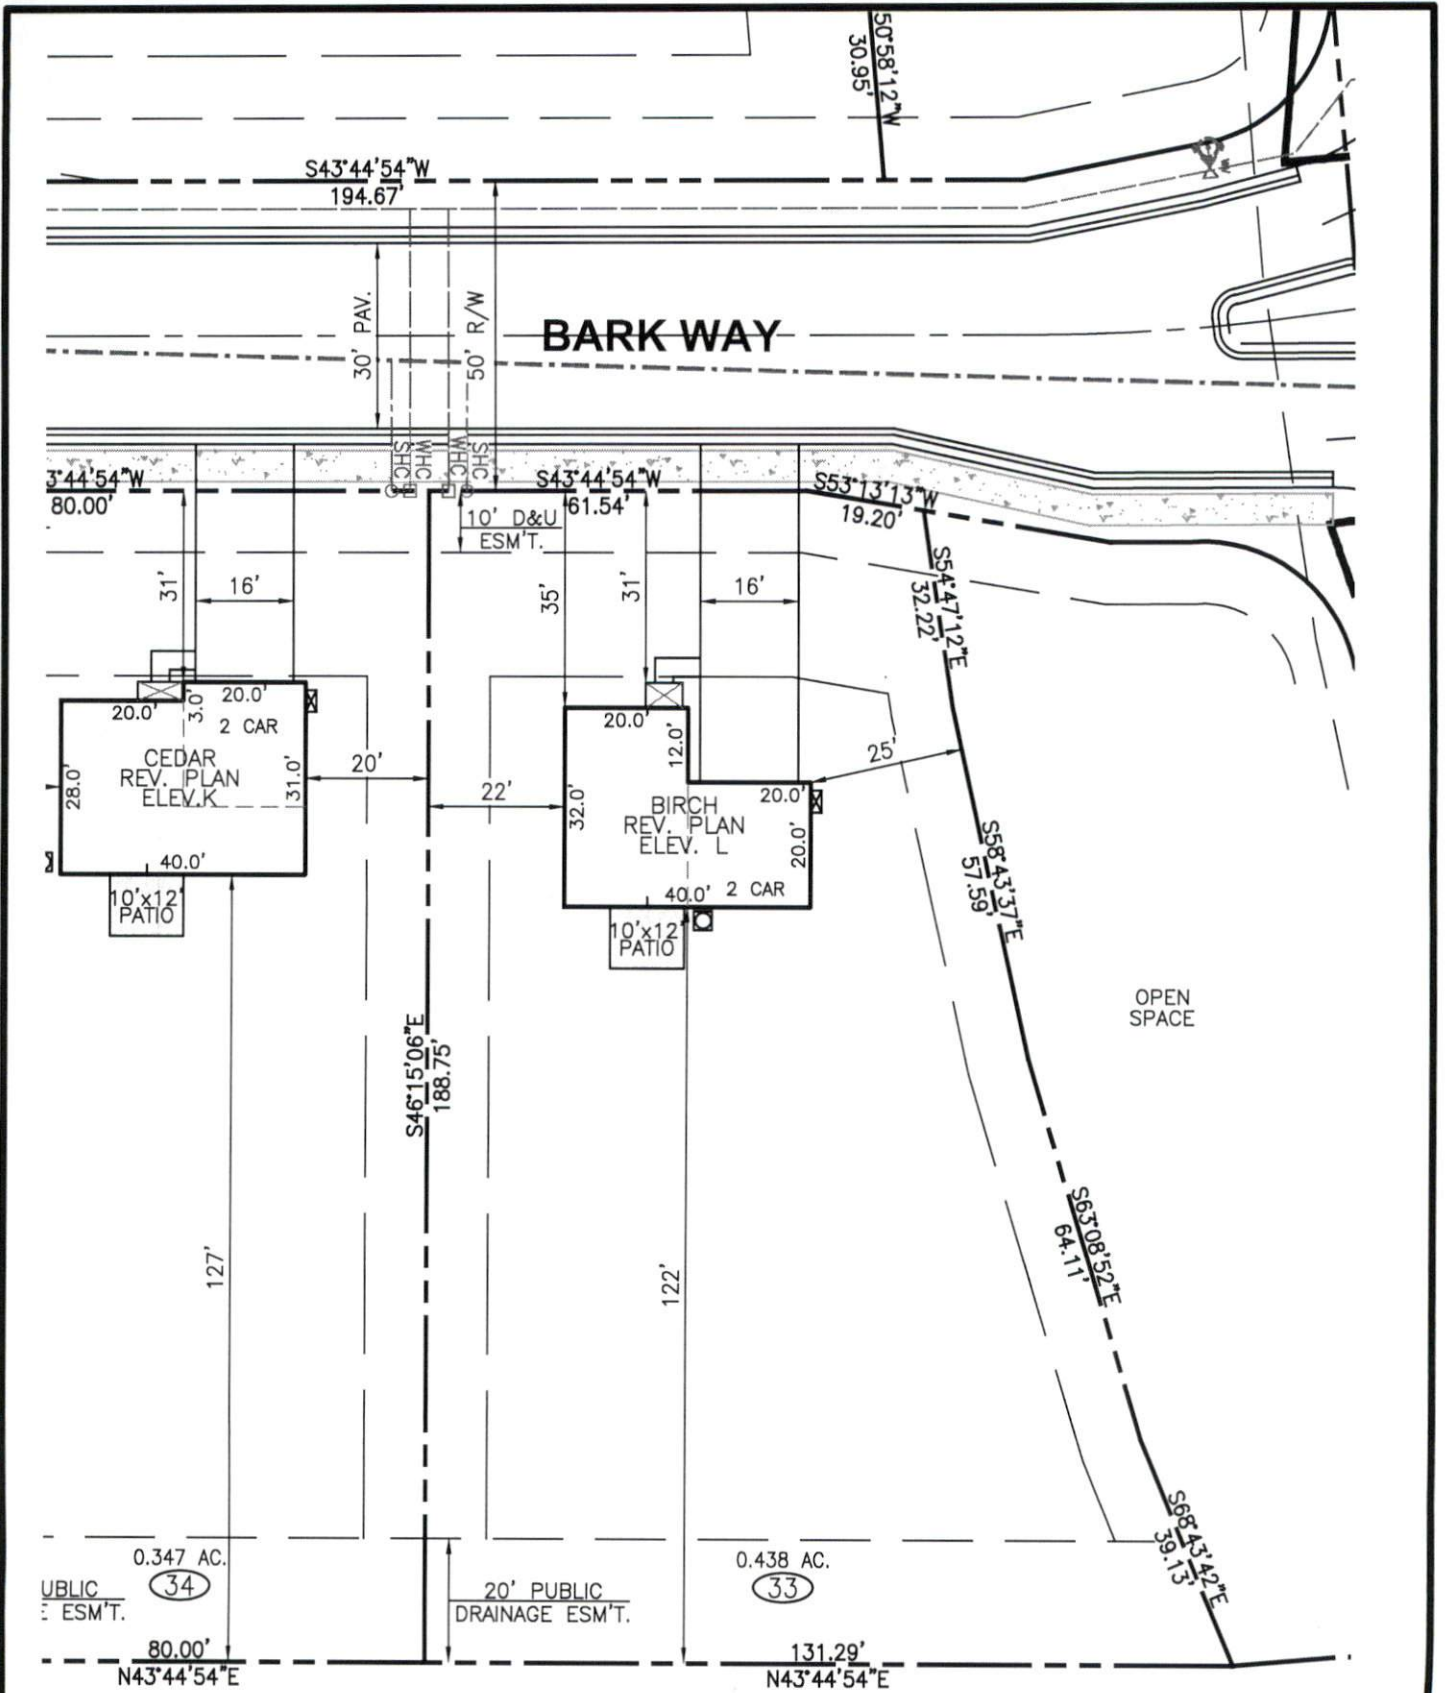 50°58'12"W
30.95'
S43°44'54"W
194.67'
30' PAV.
50' R/W
BARK WAY
SHC
WHC
WHC
SHC
3°44'54"W
80.00'
S43°44'54"W
61.54'
S53°13'13"W
19.20'
10' D&U
ESM'T.
31'
16'
35'
31'
16'
S54°47'12"E
32.22'
20.0'
3.0'
20.0'
2 CAR
CEDAR
REV. PLAN
ELEV.K
28.0'
31.0'
40.0'
10'x12'
PATIO
20'
22'
20.0'
12.0'
32.0'
BIRCH
REV. PLAN
ELEV. L
20.0'
20.0'
40.0'
2 CAR
10'x12'
PATIO
25'
S58°43'37"E
57.59'
OPEN
SPACE
S46°15'06"E
188.75'
127'
122'
S63°08'52"E
64.11'
S68°43'42"E
39.13'
0.347 AC.
34
UBLIC
E ESM'T.
20' PUBLIC
DRAINAGE ESM'T.
0.438 AC.
33
80.00'
N43°44'54"E
131.29'
N43°44'54"E